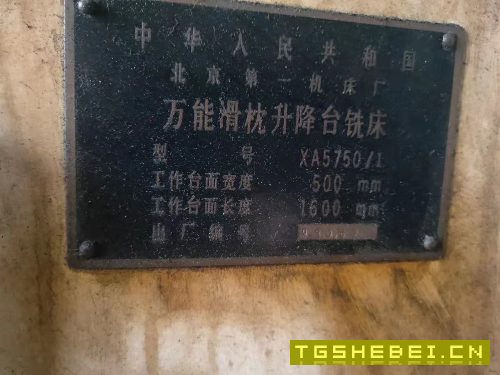 中华人民共和国
北京第一机床厂
万能滑枕升降台铣床
型号 XA5750/1
工作台面宽度 500 mm
工作台面长度 1600 mm
出厂编号
TGSHEBEI.CN